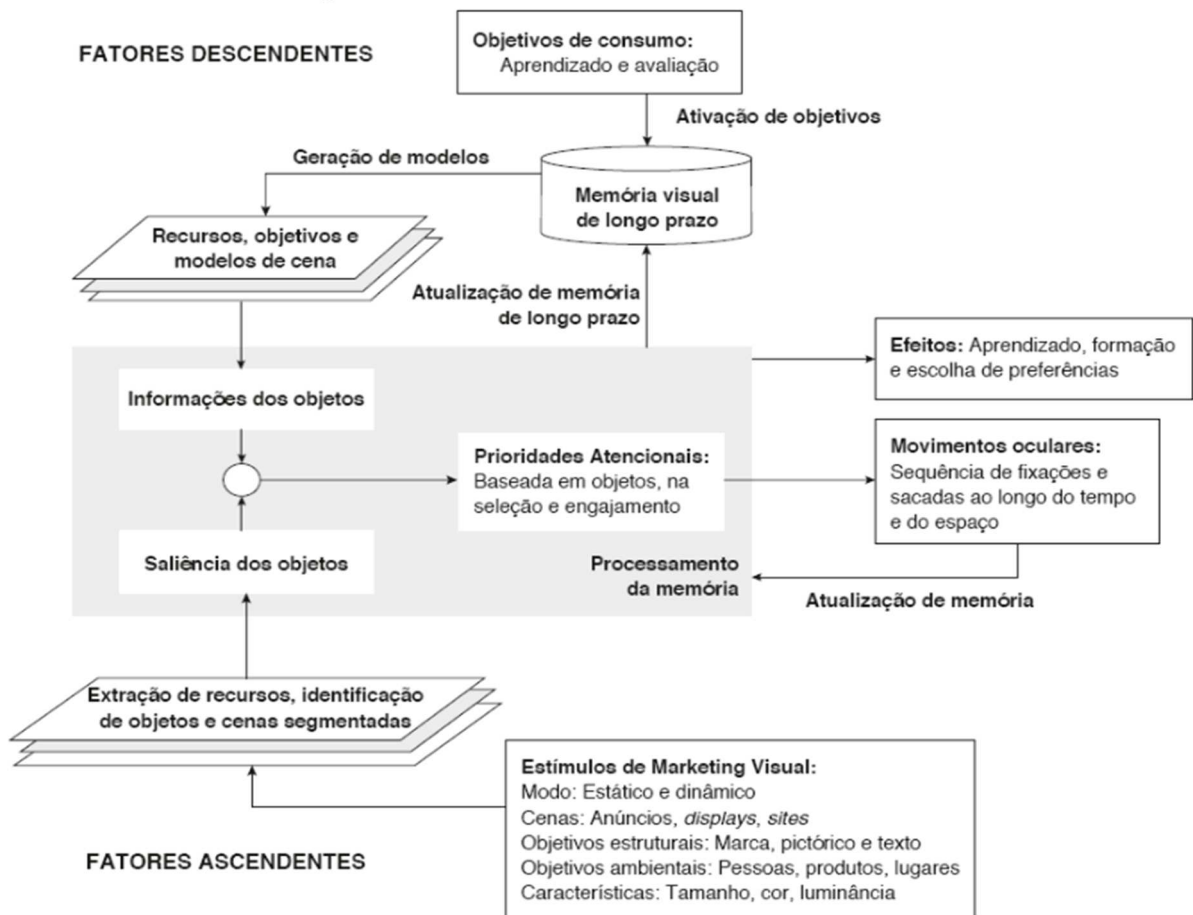 FATORES DESCENDENTES
Objetivos de consumo:
Aprendizado e avaliação
Ativação de objetivos
Geração de modelos
Memória visual
de longo prazo
Recursos, objetivos e
modelos de cena
Atualização de memória
de longo prazo
Efeitos: Aprendizado, formação
e escolha de preferências
Informações dos objetos
Prioridades Atencionais:
Baseada em objetos, na
seleção e engajamento
Movimentos oculares:
Sequência de fixações e
sacadas ao longo do tempo
e do espaço
Saliência dos objetos
Processamento
da memória
Atualização de memória
Extração de recursos, identificação
de objetos e cenas segmentadas
Estímulos de Marketing Visual:
Modo: Estático e dinâmico
Cenas: Anúncios, displays, sites
Objetivos estruturais: Marca, pictórico e texto
Objetivos ambientais: Pessoas, produtos, lugares
Características: Tamanho, cor, luminância
FATORES ASCENDENTES